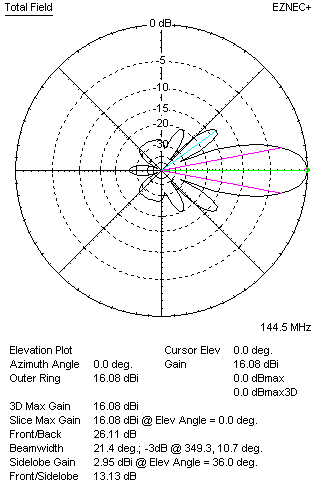 Total Field EZNEC+
0 dB
-5
-10
-15
-20
-30
144.5 MHz
Elevation Plot Cursor Elev 0.0 deg.
Azimuth Angle 0.0 deg. Gain 16.08 dBi
Outer Ring 16.08 dBi 0.0 dBmax
0.0 dBmax3D
3D Max Gain 16.08 dBi
Slice Max Gain 16.08 dBi @ Elev Angle = 0.0 deg.
Front/Back 26.11 dB
Beamwidth 21.4 deg.; -3dB @ 349.3, 10.7 deg.
Sidelobe Gain 2.95 dBi @ Elev Angle = 36.0 deg.
Front/Sidelobe 13.13 dB